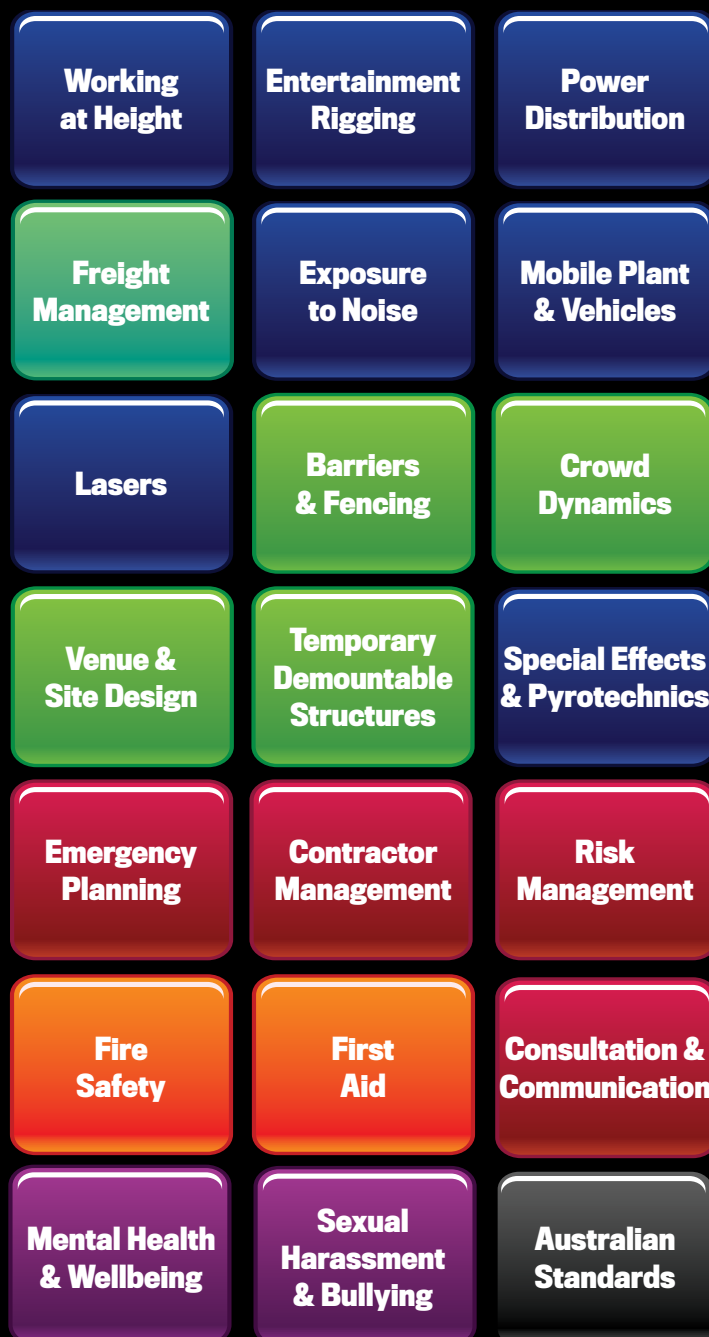 Working
at Height
Entertainment
Rigging
Power
Distribution
Freight
Management
Exposure
to Noise
Mobile Plant
& Vehicles
Lasers
Barriers
& Fencing
Crowd
Dynamics
Venue &
Site Design
Temporary
Demountable
Structures
Special Effects
& Pyrotechnics
Emergency
Planning
Contractor
Management
Risk
Management
Fire
Safety
First
Aid
Consultation &
Communication
Mental Health
& Wellbeing
Sexual
Harassment
& Bullying
Australian
Standards